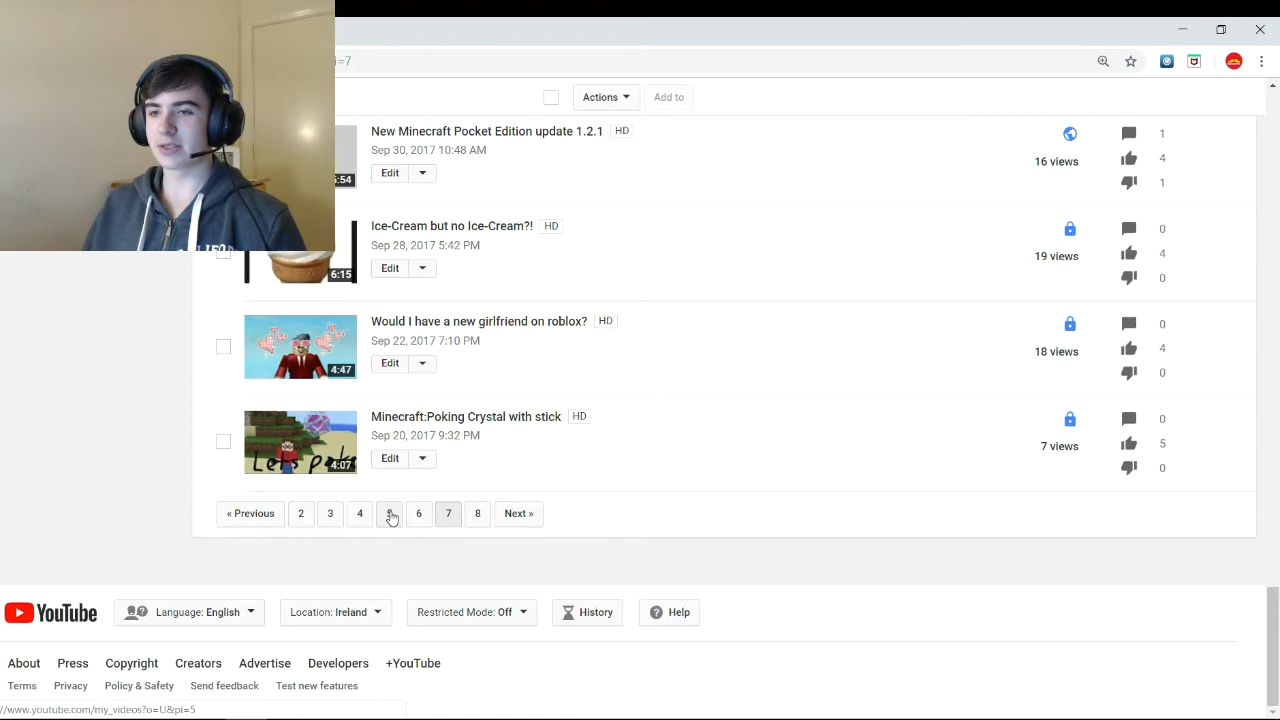 i=7
Actions
Add to
New Minecraft Pocket Edition update 1.2.1 HD
Sep 30, 2017 10:48 AM
Edit
:54
16 views
1
4
1
Ice-Cream but no Ice-Cream?! HD
Sep 28, 2017 5:42 PM
Edit
6:15
19 views
0
4
0
Would I have a new girlfriend on roblox? HD
Sep 22, 2017 7:10 PM
Edit
4:47
18 views
0
4
0
Minecraft:Poking Crystal with stick HD
Sep 20, 2017 9:32 PM
Edit
Lets poke
4:07
7 views
0
5
0
« Previous 2 3 4 5 6 7 8 Next »
YouTube
Language: English
Location: Ireland
Restricted Mode: Off
History
Help
About Press Copyright Creators Advertise Developers +YouTube
Terms Privacy Policy & Safety Send feedback Test new features
//www.youtube.com/my_videos?o=U&pi=5